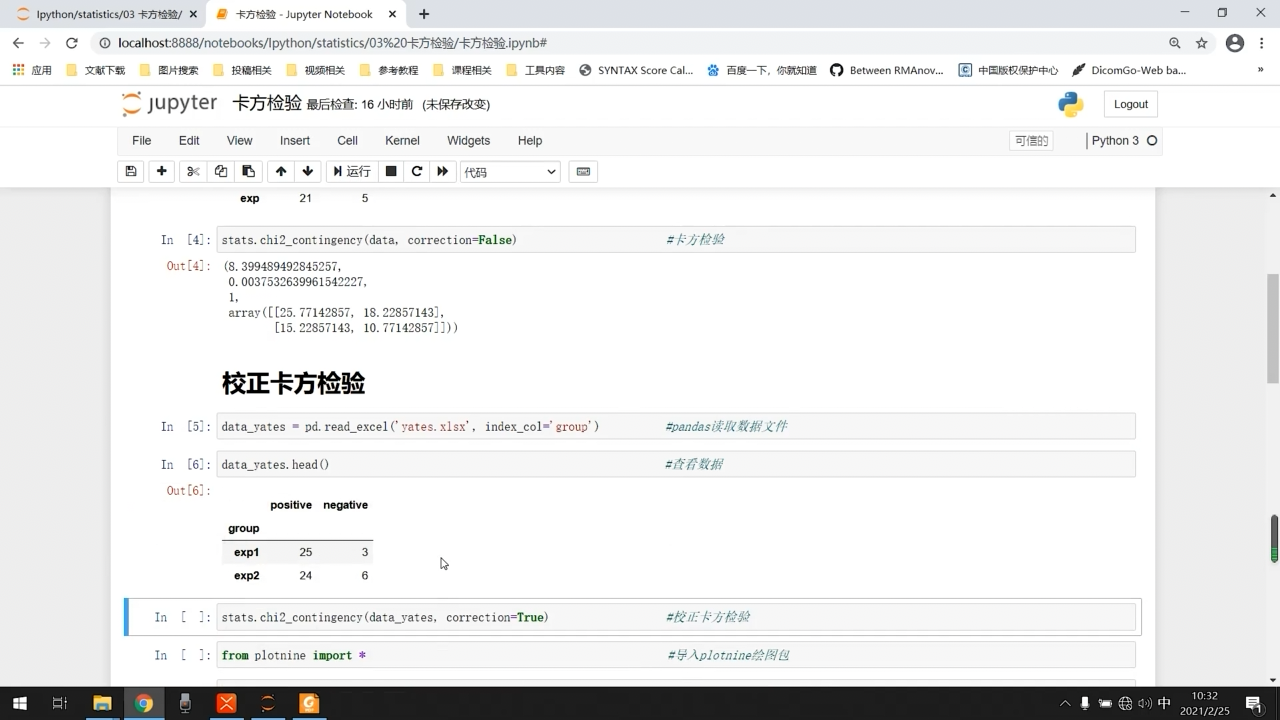 Ipython/statistics/03 卡方检验/
卡方检验 - Jupyter Notebook
localhost:8888/notebooks/Ipython/statistics/03%20卡方检验/卡方检验.ipynb#
应用 文献下载 图片搜索 投稿相关 视频相关 参考教程 课程相关 工具内容 SYNTAX Score Cal... 百度一下，你就知道 Between RMAnov... 中国版权保护中心 DicomGo-Web ba... »
jupyter 卡方检验 最后检查: 16 小时前 (未保存改变) Logout
File Edit View Insert Cell Kernel Widgets Help 可信的 Python 3
运行 代码
exp 21 5
In [4]: stats.chi2_contingency(data, correction=False) #卡方检验
Out[4]: (8.399489492845257,
0.0037532639961542227,
1,
array([[25.77142857, 18.22857143],
[15.22857143, 10.77142857]]))
校正卡方检验
In [5]: data_yates = pd.read_excel('yates.xlsx', index_col='group') #pandas读取数据文件
In [6]: data_yates.head() #查看数据
Out[6]:
positive negative
group
exp1 25 3
exp2 24 6
In [ ]: stats.chi2_contingency(data_yates, correction=True) #校正卡方检验
In [ ]: from plotnine import * #导入plotnine绘图包
中 10:32
2021/2/25 1